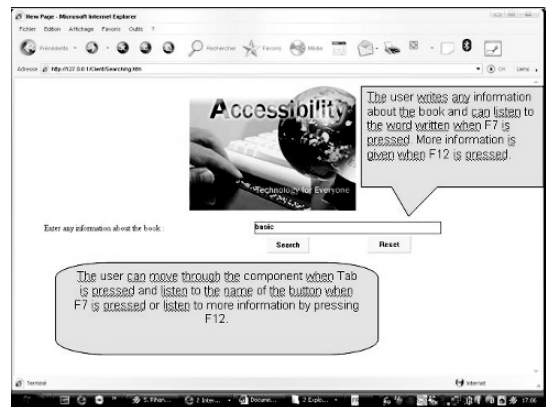 New Page - Microsoft Internet Explorer
Fichier Edition Affichage Favoris Outils ?
Précédente Rechercher Favoris Média
Adresse http://127.0.0.1/Client/Searching.htm OK Liens
Accessibility
Technology for Everyone
The user writes any information
about the book and can listen to
the word written when F7 is
pressed. More information is
given when F12 is pressed.
Enter any information about the book :
basic
Search Reset
The user can move through the component when Tab
is pressed and listen to the name of the button when
F7 is pressed or listen to more information by pressing
F12.
Terminé Internet
17:06